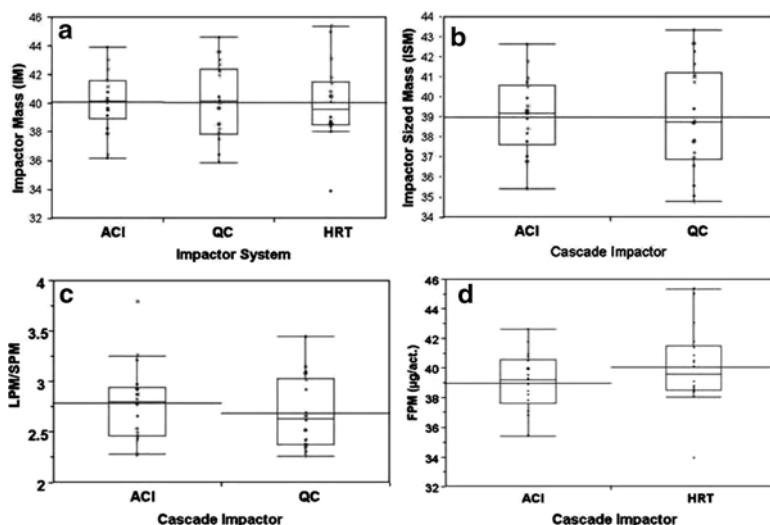 a
Impactor Mass (IM)
46
44
42
40
38
36
34
32
ACI QC HRT
Impactor System
b
Impactor Sized Mass (ISM)
44
43
42
41
40
39
38
37
36
35
34
ACI QC
Cascade Impactor
c
LPM/SPM
4
3.5
3
2.5
2
ACI QC
Cascade Impactor
d
FPM (µg/act.)
46
44
42
40
38
36
34
32
ACI HRT
Cascade Impactor